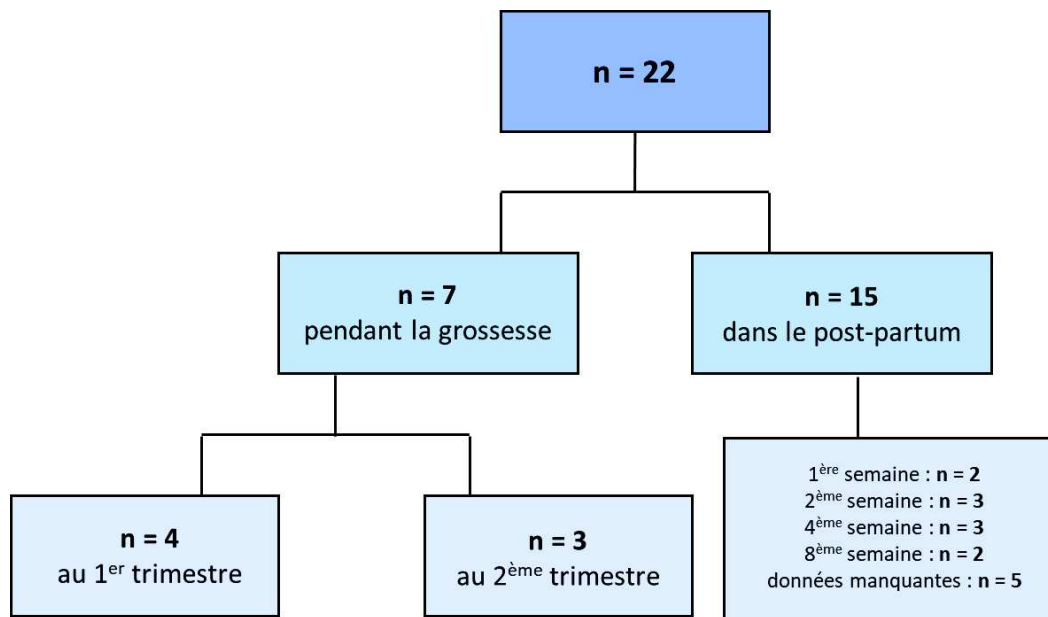 n = 22
n = 7
pendant la grossesse
n = 15
dans le post-partum
n = 4
au 1er trimestre
n = 3
au 2ème trimestre
1ère semaine : n = 2
2ème semaine : n = 3
4ème semaine : n = 3
8ème semaine : n = 2
données manquantes : n = 5